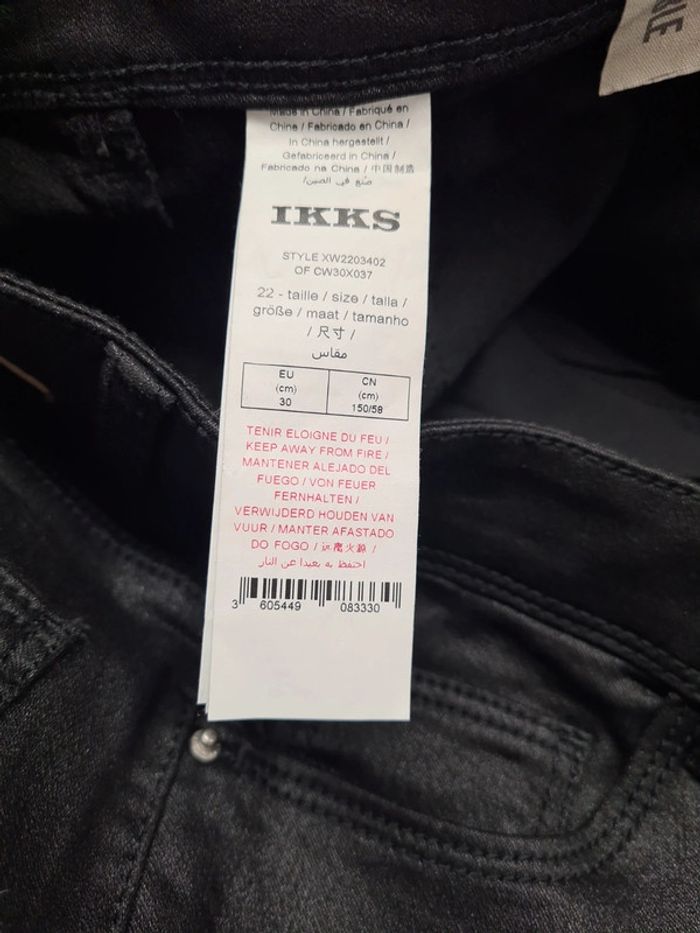 Made in China / Fabriqué en
Chine / Fabricado en China /
In China hergestellt /
Gefabriceerd in China /
Fabricado na China / 中国制造
صنع في الصين /
IKKS
STYLE XW2203402
OF CW30X037
22 - taille / size / talla /
größe / maat / tamanho
/ 尺寸 /
مقاس
EU
(cm)
30
CN
(cm)
150/58
TENIR ELOIGNE DU FEU /
KEEP AWAY FROM FIRE /
MANTENER ALEJADO DEL
FUEGO / VON FEUER
FERNHALTEN /
VERWIJDERD HOUDEN VAN
VUUR / MANTER AFASTADO
DO FOGO / 远离火源 /
احتفظ به بعيدا عن النار
3 605449 083330